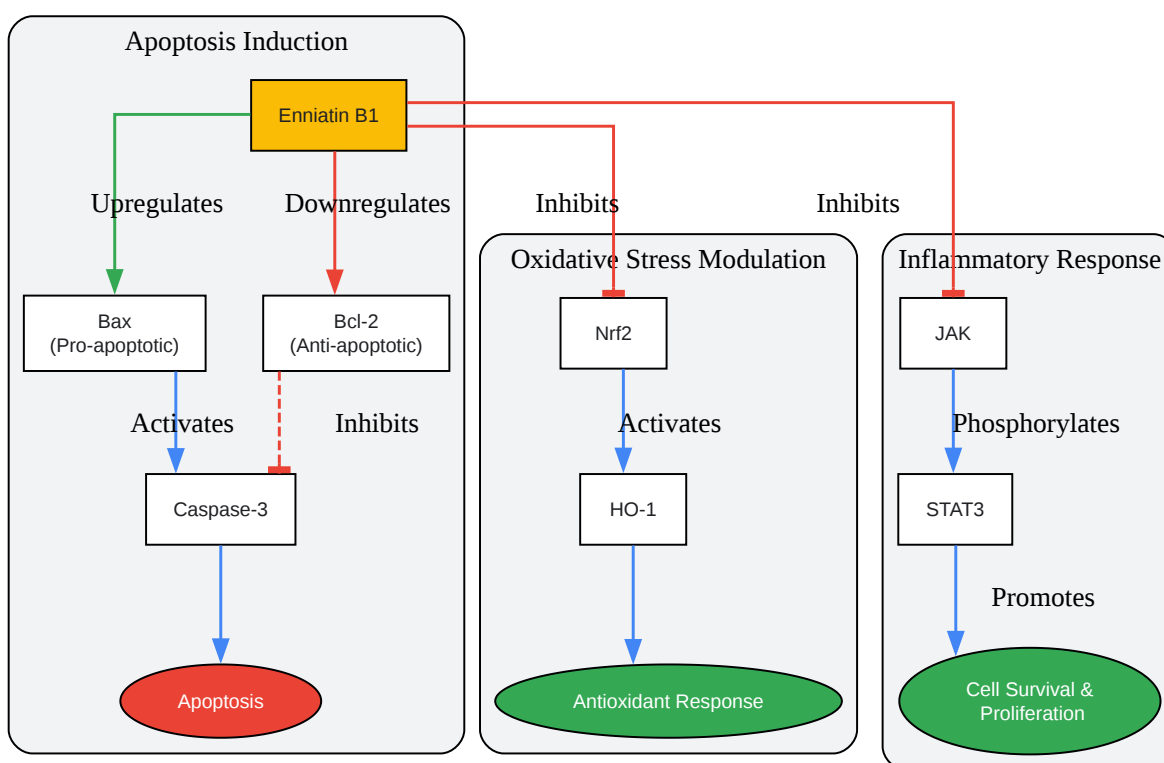 Apoptosis Induction
Enniatin B1
Upregulates
Downregulates
Inhibits
Inhibits
Oxidative Stress Modulation
Inflammatory Response
Bax
(Pro-apoptotic)
Bcl-2
(Anti-apoptotic)
Nrf2
JAK
Activates
Inhibits
Activates
Phosphorylates
Caspase-3
HO-1
STAT3
Promotes
Apoptosis
Antioxidant Response
Cell Survival &
Proliferation